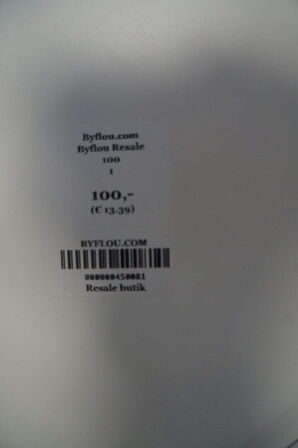 Byflou.com
Byflou Resale
100
1
100,-
(€ 13.39)
BYFLOU.COM
000000450081
Resale butik